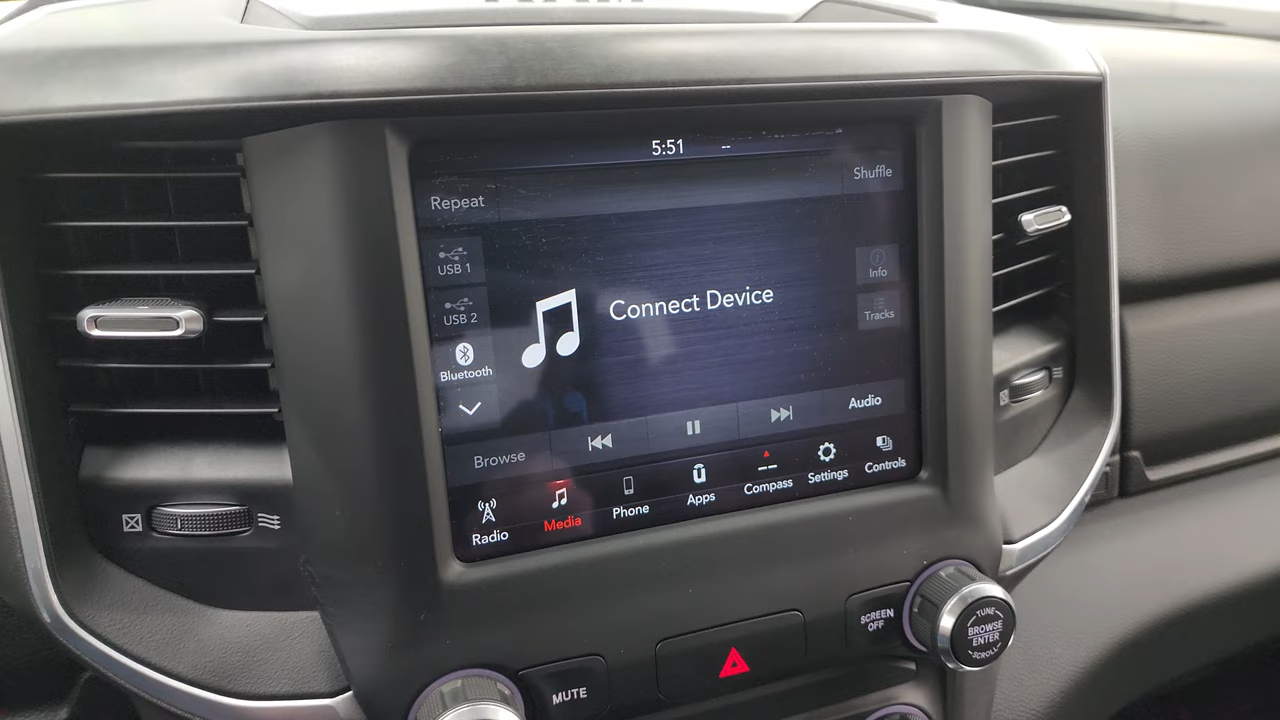 5:51 --
Repeat
Shuffle
USB 1
Info
USB 2
Connect Device
Tracks
Bluetooth
Browse
Audio
Radio
Media
Phone
Apps
Compass
Settings
Controls
MUTE
SCREEN
OFF
TUNE
BROWSE
ENTER
SCROLL